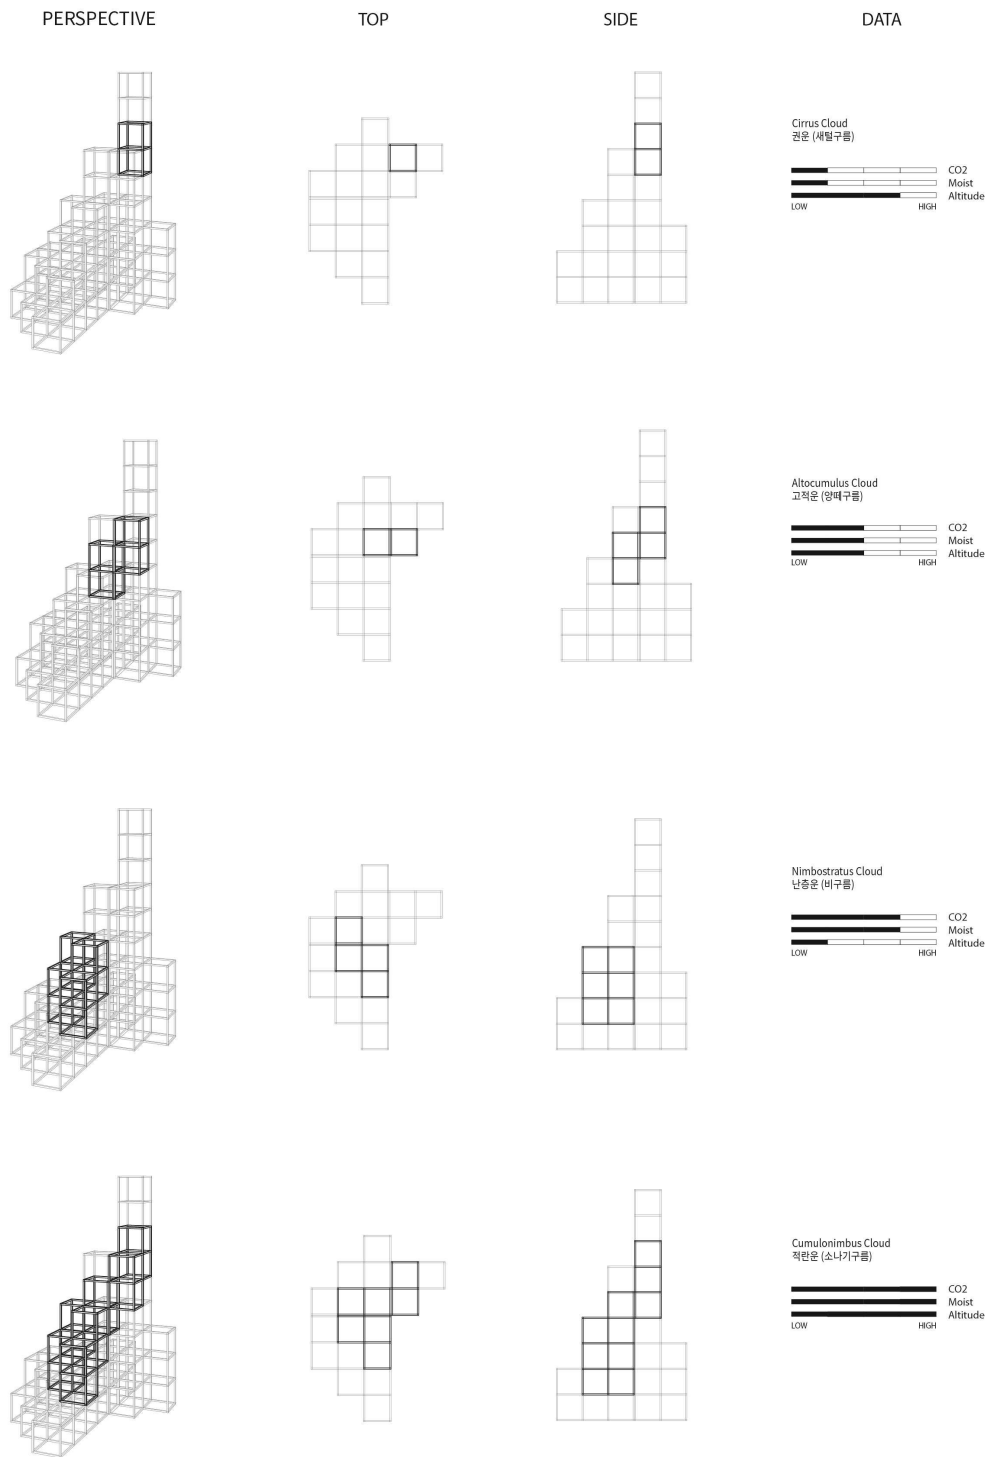 PERSPECTIVE TOP SIDE DATA
Cirrus Cloud
권운 (새털구름)
CO2
Moist
Altitude
LOW HIGH
Altocumulus Cloud
고적운 (양떼구름)
CO2
Moist
Altitude
LOW HIGH
Nimbostratus Cloud
난층운 (비구름)
CO2
Moist
Altitude
LOW HIGH
Cumulonimbus Cloud
적란운 (소나기구름)
CO2
Moist
Altitude
LOW HIGH